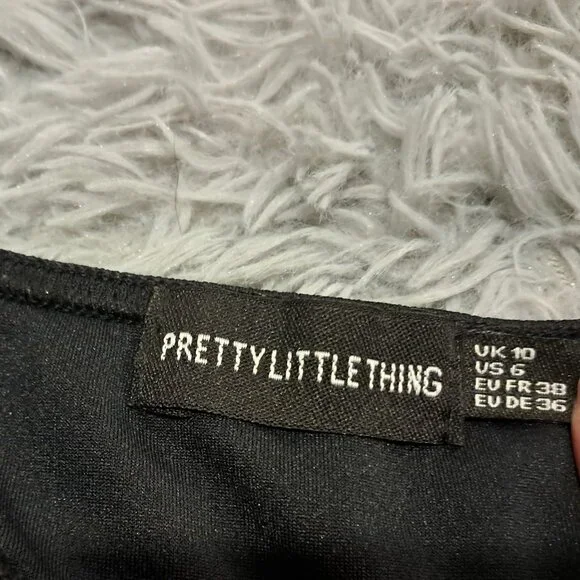 PRETTYLITTLETHING
UK 10
US 6
EU FR 38
EU DE 36